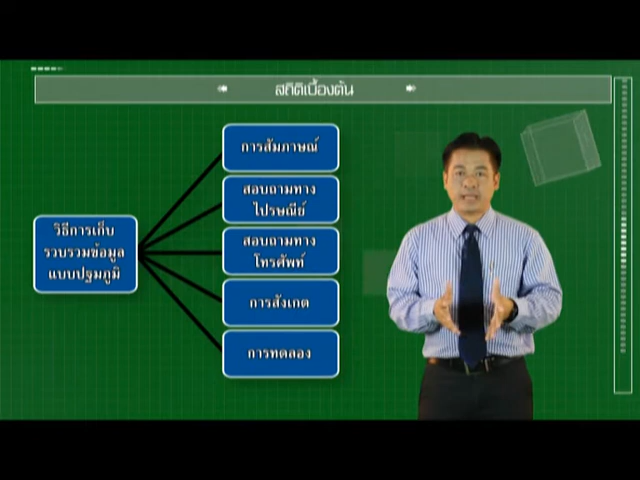 สถิติเบื้องต้น
วิธีการเก็บ
รวบรวมข้อมูล
แบบปฐมภูมิ
การสัมภาษณ์
สอบถามทาง
ไปรษณีย์
สอบถามทาง
โทรศัพท์
การสังเกต
การทดลอง